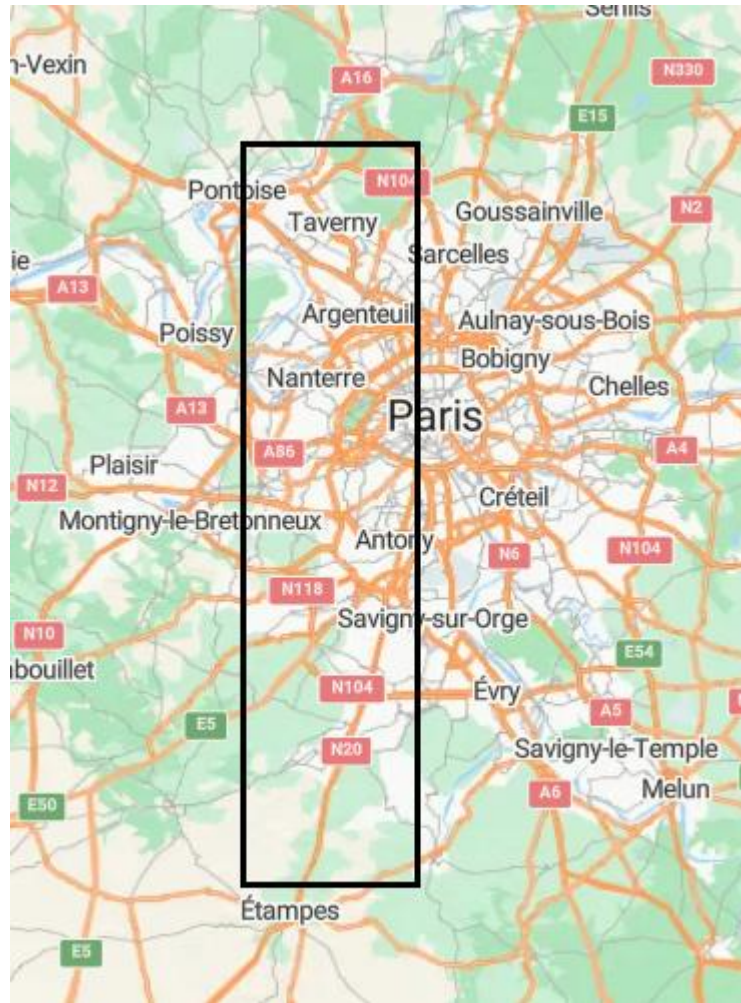 Senlis
n-Vexin
A16
N330
E15
Pontoise
N104
Taverny
Goussainville
N2
Sarcelles
ie
A13
Argenteuil
Aulnay-sous-Bois
Poissy
Bobigny
Nanterre
Chelles
A13
Paris
A86
Plaisir
A4
N12
Créteil
Montigny-le-Bretonneux
Antony
N6
N104
N118
Savigny-sur-Orge
N10
E54
nbouillet
N104
Évry
A5
E5
N20
Savigny-le-Temple
E50
A6
Melun
Étampes
E5